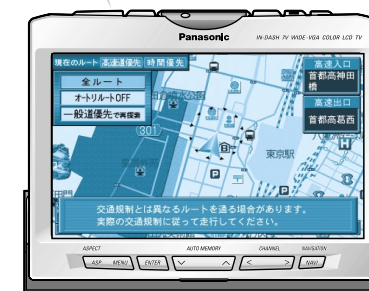 Panasonic IN-DASH 7V WIDE-VGA COLOR LCD TV
現在のルート 高速道優先 時間優先
全ルート
オートリルートOFF
一般道優先で再探索
高速入口
首都高神田
橋
高速出口
首都高葛西
301
東京駅
P
P
H
交通規制とは異なるルートを通る場合があります。
実際の交通規制に従って走行してください。
ASPECT AUTO MEMORY CHANNEL NAVIGATION
ASP MENU ENTER < > NAVI